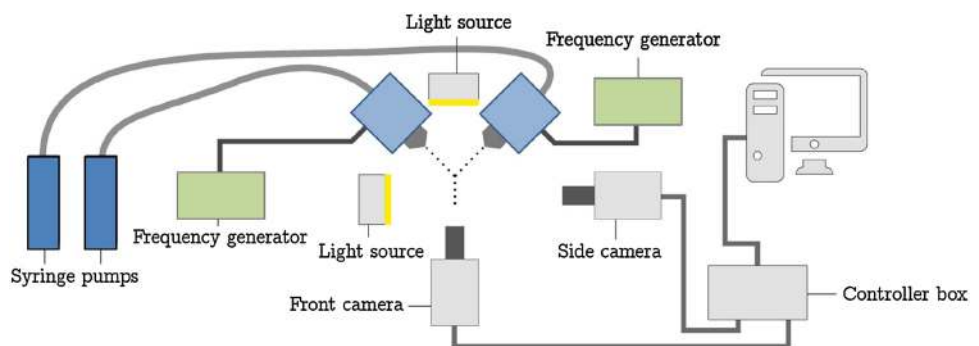 Light source
Frequency generator
Frequency generator
Light source
Side camera
Syringe pumps
Front camera
Controller box